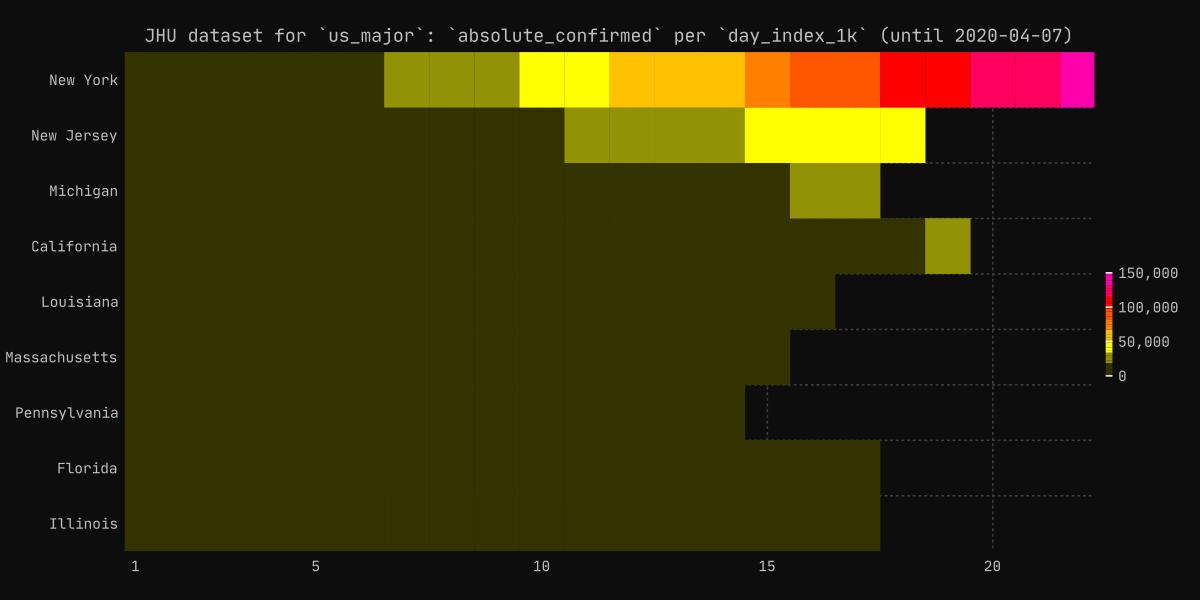 JHU dataset for `us_major`: `absolute_confirmed` per `day_index_1k` (until 2020-04-07)
New York
New Jersey
Michigan
California
Louisiana
Massachusetts
Pennsylvania
Florida
Illinois
1 5 10 15 20
150,000
100,000
50,000
0